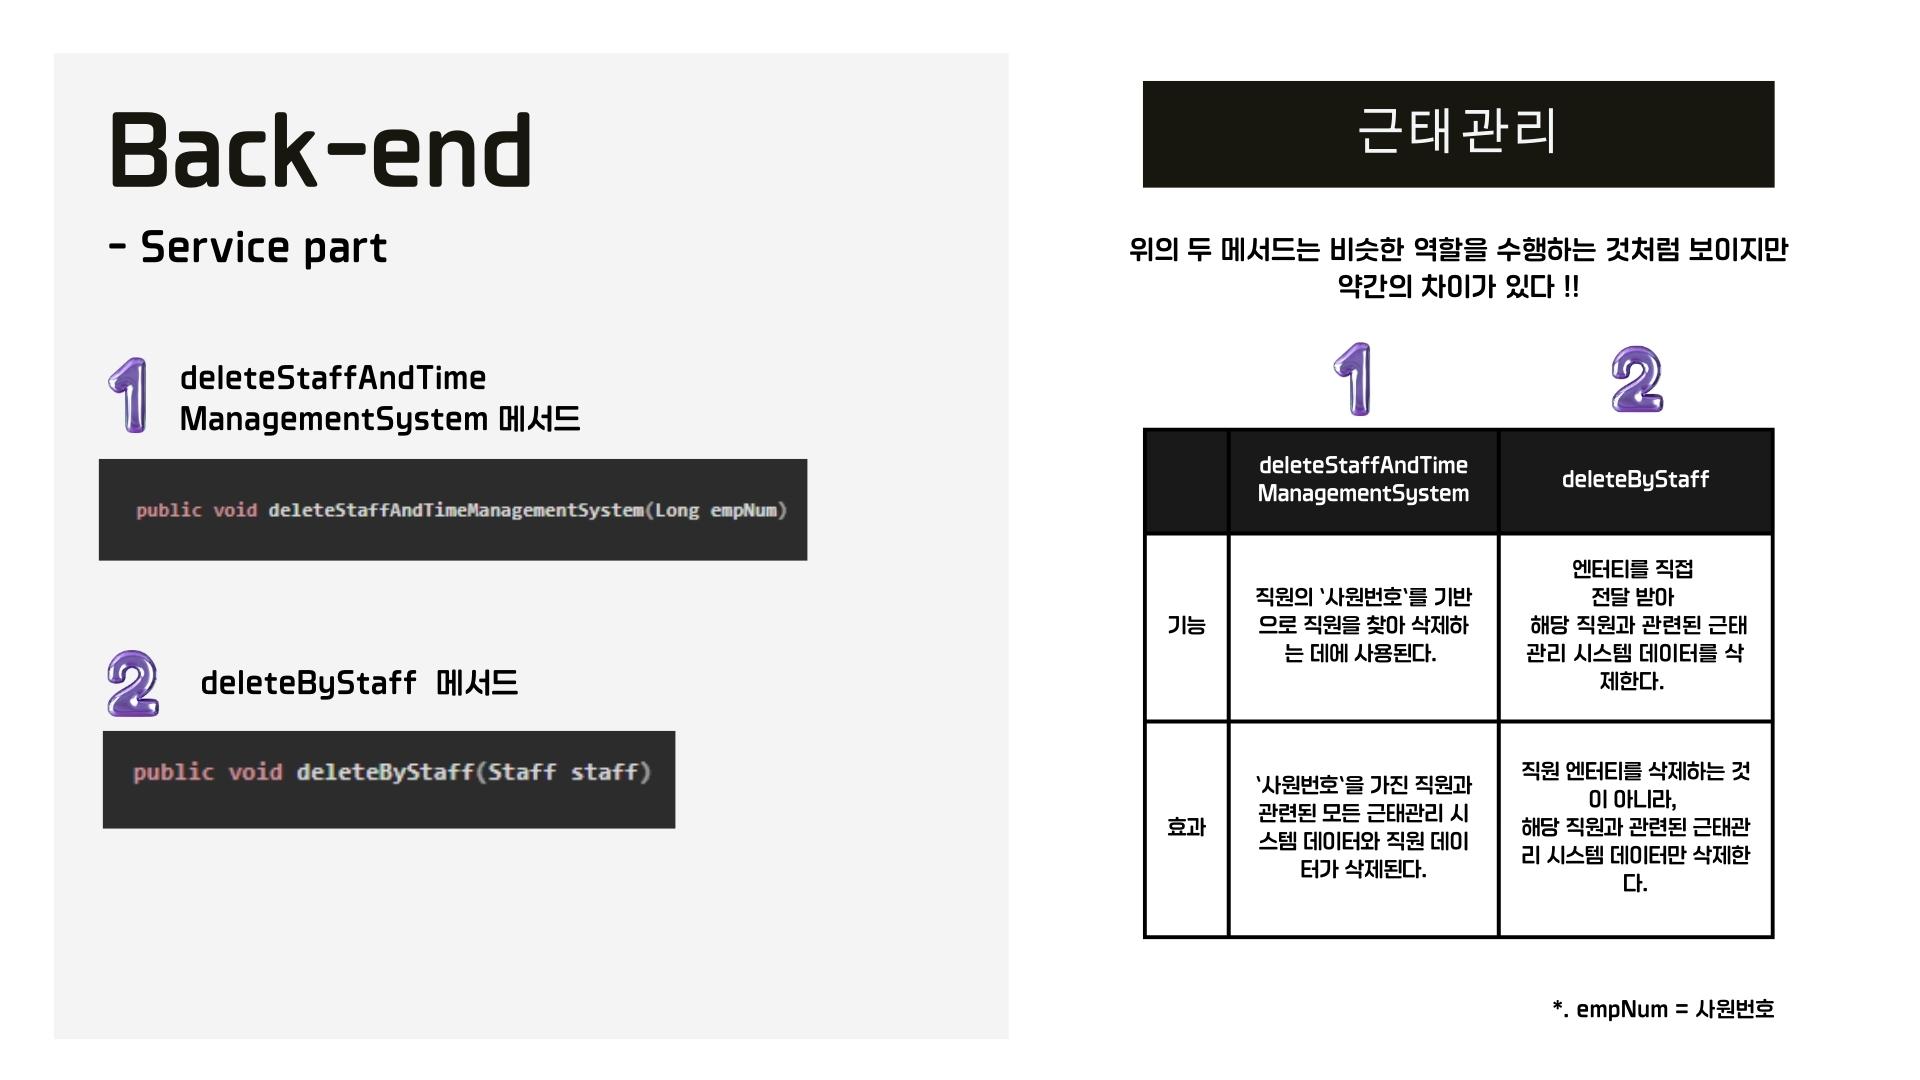 Back-end
- Service part
1
deleteStaffAndTime
ManagementSystem 메서드
public void deleteStaffAndTimeManagementSystem(Long empNum)
2
deleteByStaff 메서드
public void deleteByStaff(Staff staff)
근태관리
위의 두 메서드는 비슷한 역할을 수행하는 것처럼 보이지만
약간의 차이가 있다 !!
1
2
deleteStaffAndTime
ManagementSystem
deleteByStaff
기능
직원의 '사원번호'를 기반
으로 직원을 찾아 삭제하
는 데에 사용된다.
엔터티를 직접
전달 받아
해당 직원과 관련된 근태
관리 시스템 데이터를 삭
제한다.
효과
'사원번호'을 가진 직원과
관련된 모든 근태관리 시
스템 데이터와 직원 데이
터가 삭제된다.
직원 엔터티를 삭제하는 것
이 아니라,
해당 직원과 관련된 근태관
리 시스템 데이터만 삭제한
다.
*. empNum = 사원번호